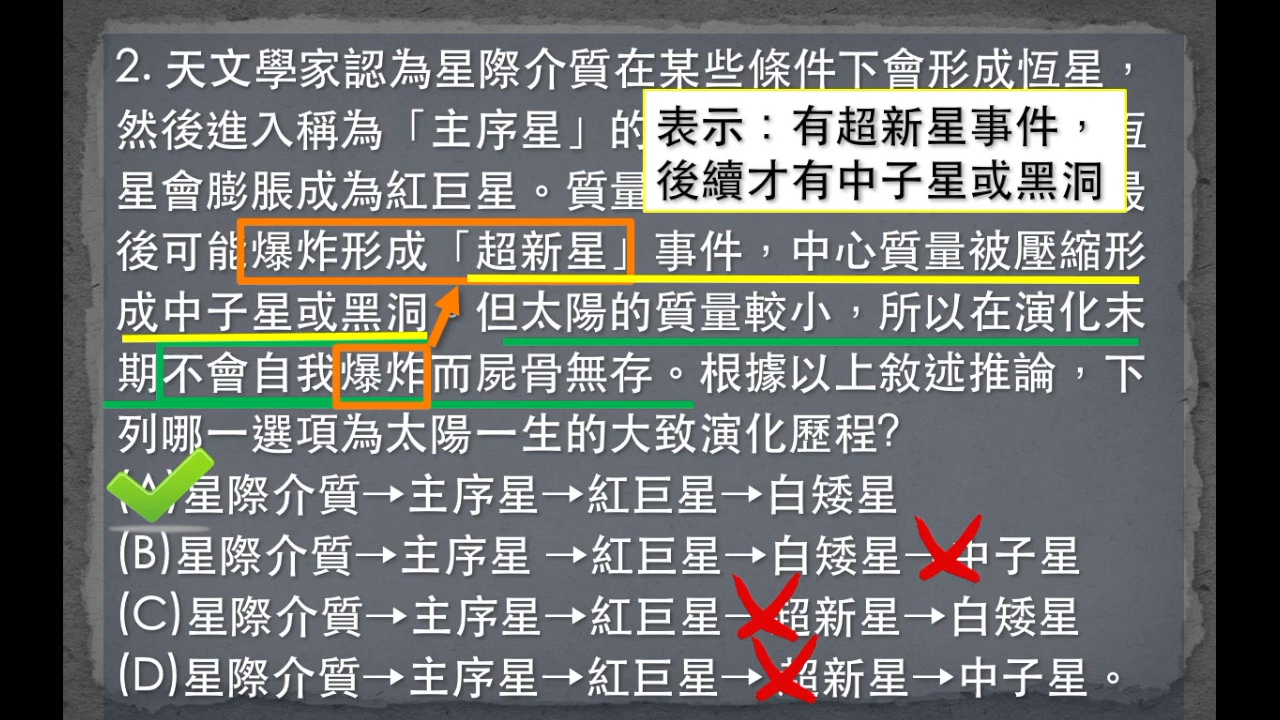 2. 天文學家認為星際介質在某些條件下會形成恆星，
然後進入稱為「主序星」的
星會膨脹成為紅巨星。質量
後可能爆炸形成「超新星」事件，中心質量被壓縮形
成中子星或黑洞。但太陽的質量較小，所以在演化末
期不會自我爆炸而屍骨無存。根據以上敘述推論，下
列哪一選項為太陽一生的大致演化歷程?
表示：有超新星事件，
後續才有中子星或黑洞
(A)星際介質→主序星→紅巨星→白矮星
(B)星際介質→主序星→紅巨星→白矮星→中子星
(C)星際介質→主序星→紅巨星→超新星→白矮星
(D)星際介質→主序星→紅巨星→超新星→中子星。